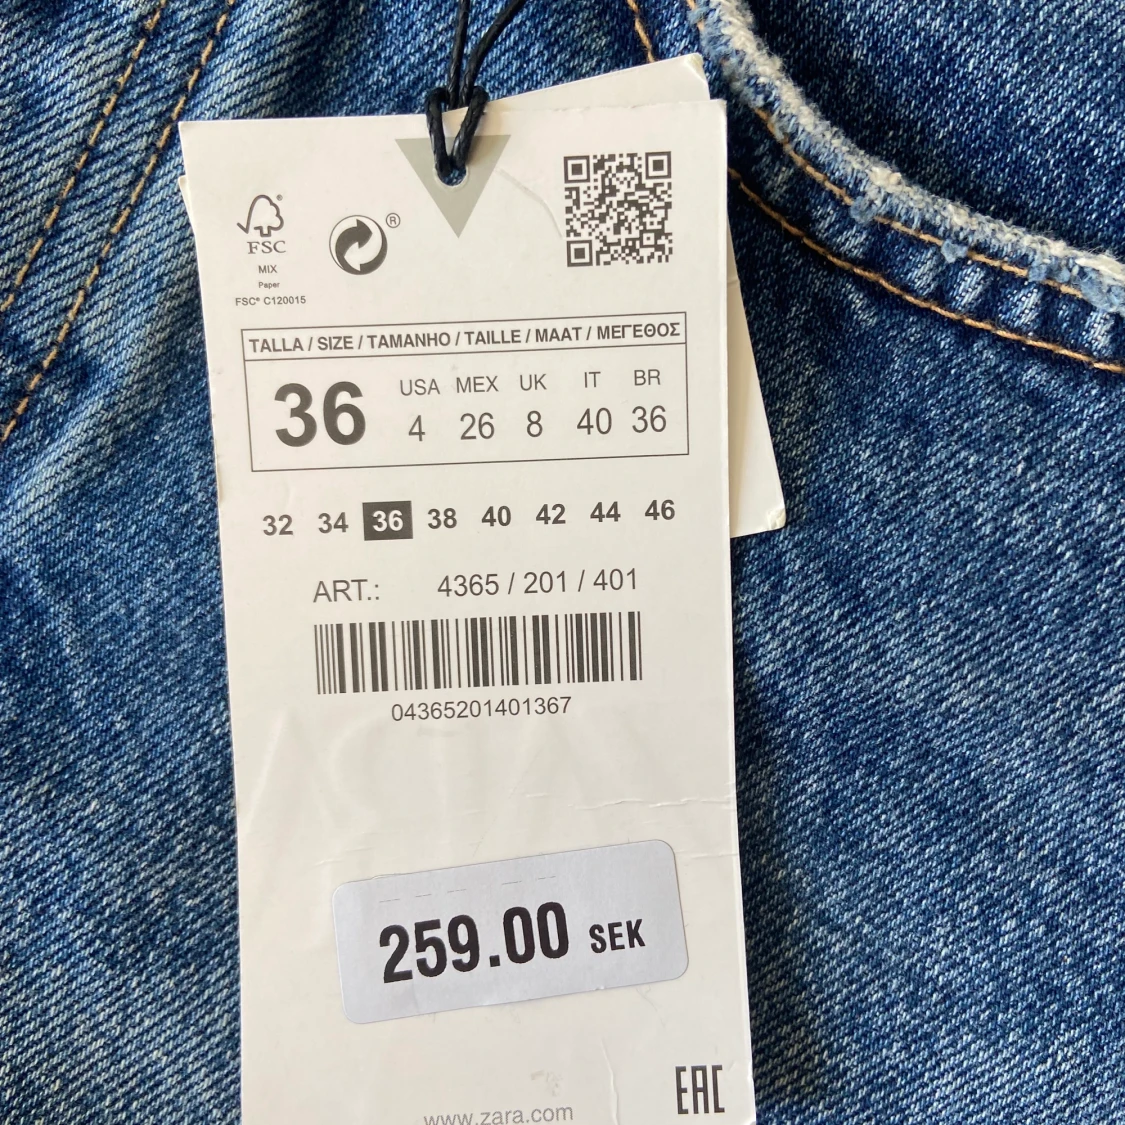 FSC®
MIX
Paper
FSC® C120015
®
TALLA / SIZE / TAMANHO / TAILLE / MAAT / ΜΕΓΕΘΟΣ
36
USA MEX UK IT BR
4 26 8 40 36
32 34 36 38 40 42 44 46
ART.: 4365 / 201 / 401
04365201401367
259.00 SEK
EAC
www.zara.com